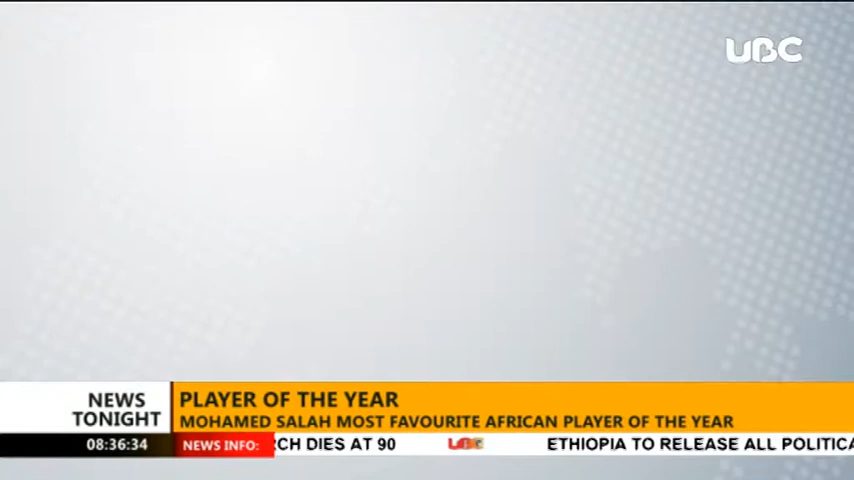 UBC
PLAYER OF THE YEAR
NEWS TONIGHT
MOHAMED SALAH MOST FAVOURITE AFRICAN PLAYER OF THE YEAR
08:36:34
NEWS INFO:
CH DIES AT 90
UBC
ETHIOPIA TO RELEASE ALL POLITICA